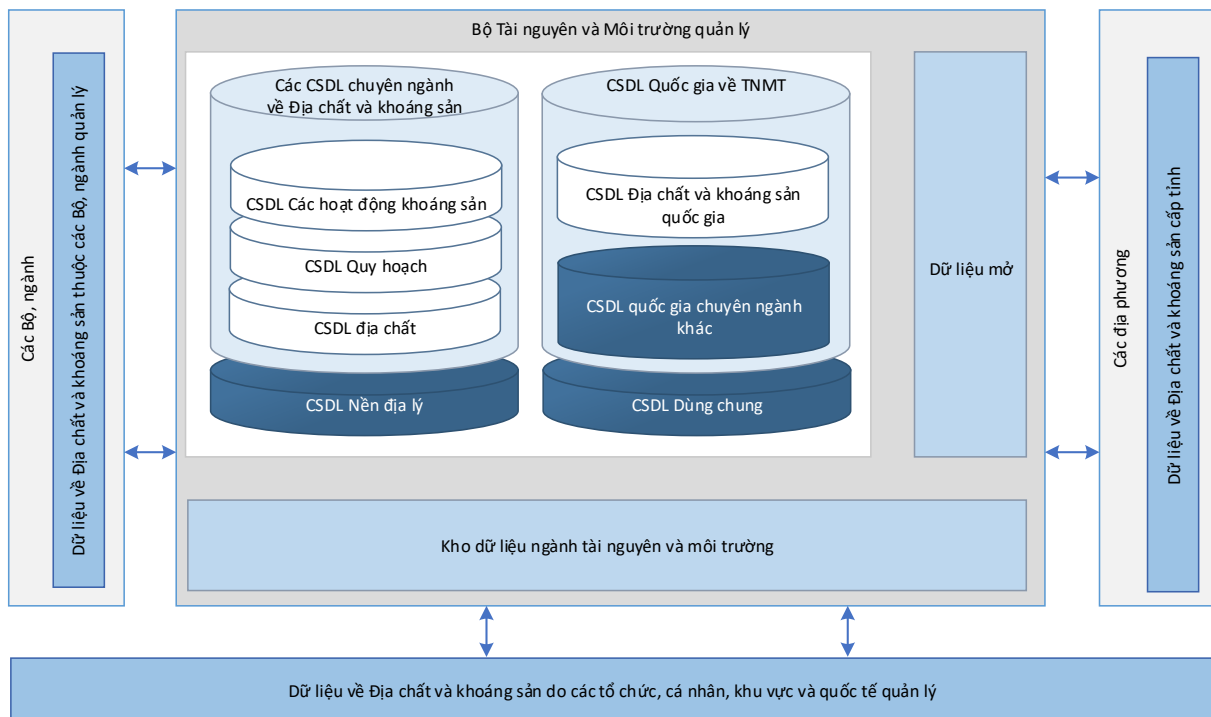 Các Bộ, ngành
Dữ liệu về Địa chất và khoáng sản thuộc các Bộ, ngành quản lý
Bộ Tài nguyên và Môi trường quản lý
Các CSDL chuyên ngành
về Địa chất và khoáng sản
CSDL Các hoạt động khoáng sản
CSDL Quy hoạch
CSDL địa chất
CSDL Nền địa lý
CSDL Quốc gia về TNMT
CSDL Địa chất và khoáng sản
quốc gia
CSDL quốc gia chuyên ngành
khác
CSDL Dùng chung
Dữ liệu mở
Kho dữ liệu ngành tài nguyên và môi trường
Các địa phương
Dữ liệu về Địa chất và khoáng sản cấp tỉnh
Dữ liệu về Địa chất và khoáng sản do các tổ chức, cá nhân, khu vực và quốc tế quản lý